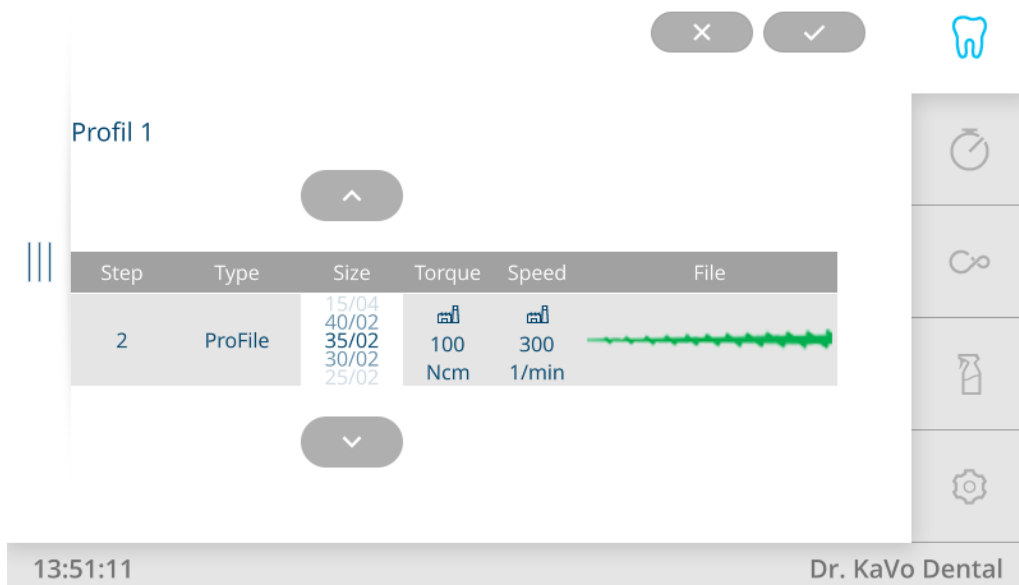 Profil 1
Step Type Size Torque Speed File
15/04
40/02
2 ProFile 35/02 100 300
30/02
25/02
Ncm 1/min
13:51:11 Dr. KaVo Dental